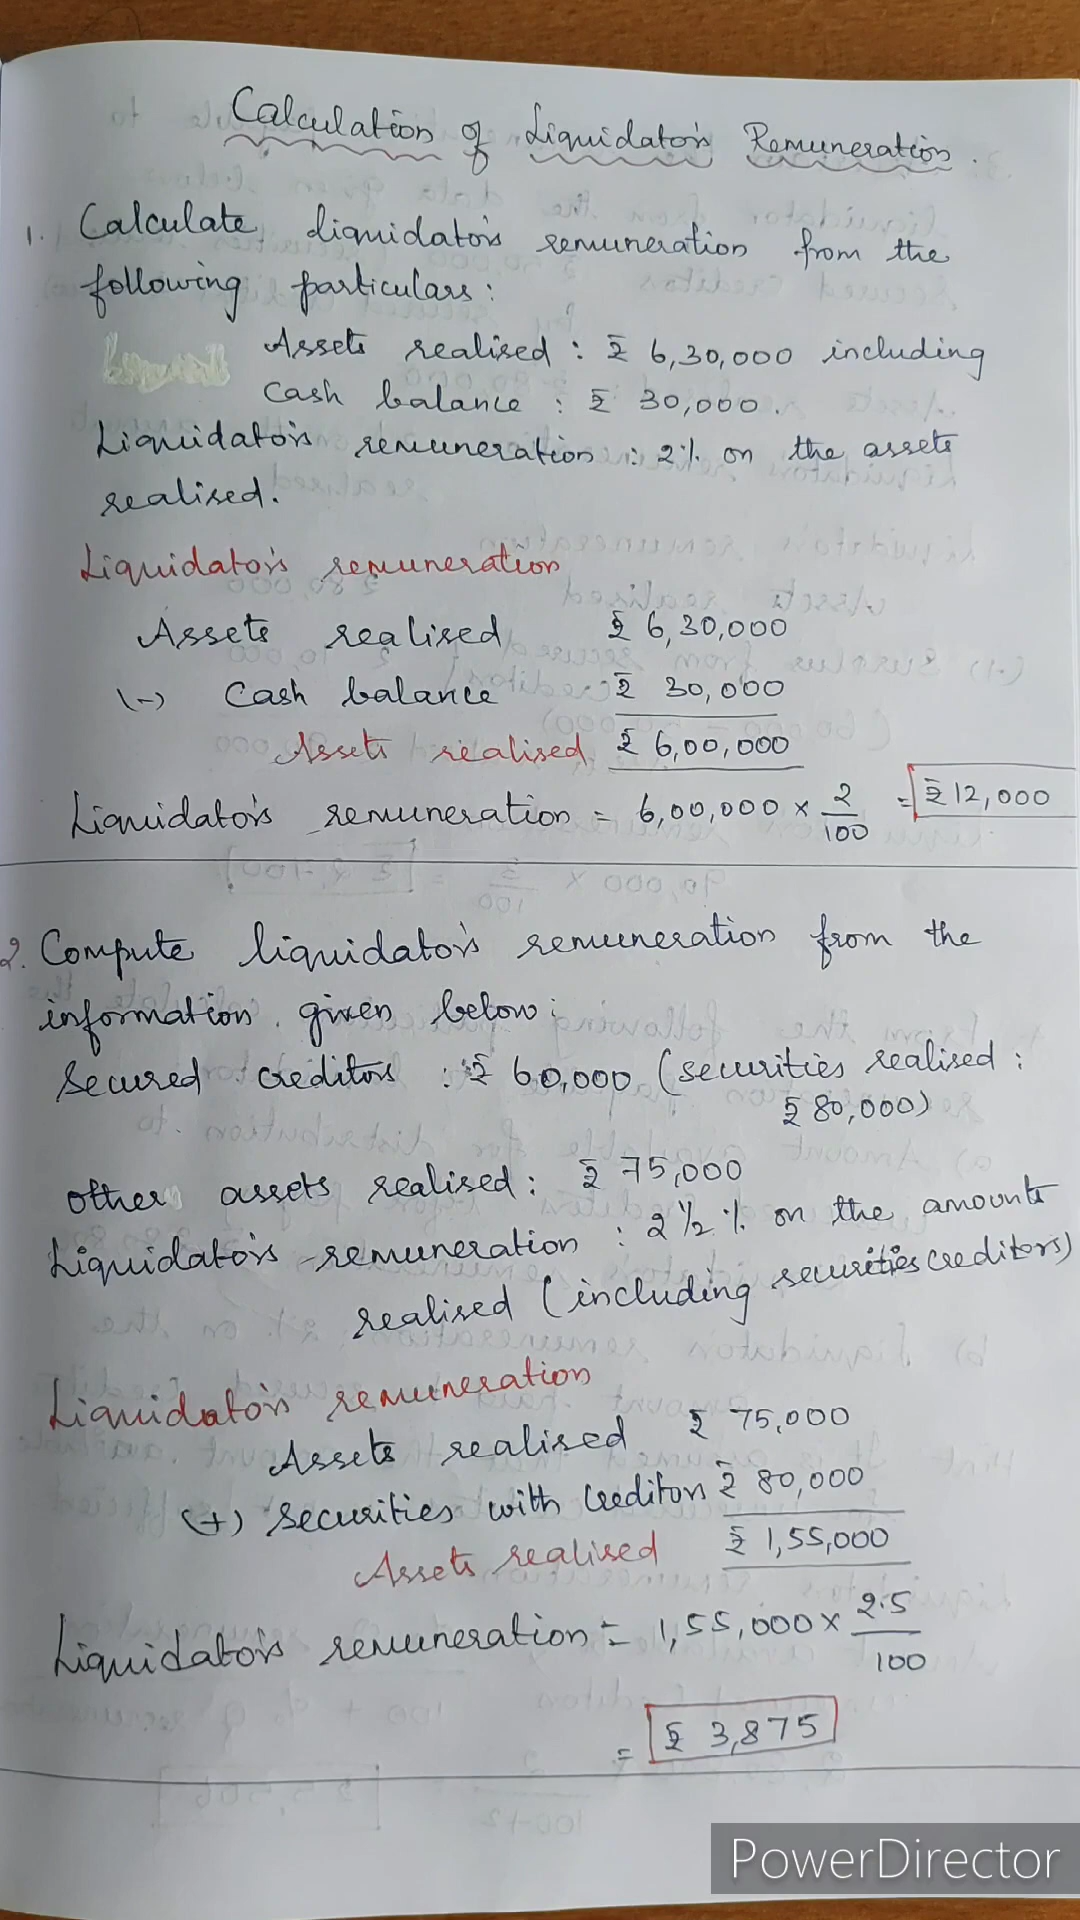 Calculation of Liquidator's Remuneration.
1. Calculate liquidator's remuneration from the
following particulars:
Assets realised : ₹ 6,30,000 including
Cash balance : ₹ 30,000.
Liquidator's remuneration : 2% on the assets
realised.
Liquidator's remuneration
Assets realised ₹ 6,30,000
(-) Cash balance ₹ 30,000
Assets realised ₹ 6,00,000
Liquidator's remuneration = 6,00,000 × 2/100 = ₹ 12,000
2. Compute liquidator's remuneration from the
information given below:
Secured creditors : ₹ 60,000 (securities realised :
₹ 80,000)
Other assets realised : ₹ 75,000
Liquidator's remuneration : 2 1/2 % on the amounts
realised (including securities creditors)
Liquidator's remuneration
Assets realised ₹ 75,000
(+) Securities with creditors ₹ 80,000
Assets realised ₹ 1,55,000
Liquidator's remuneration = 1,55,000 × 2.5/100
= ₹ 3,875
PowerDirector